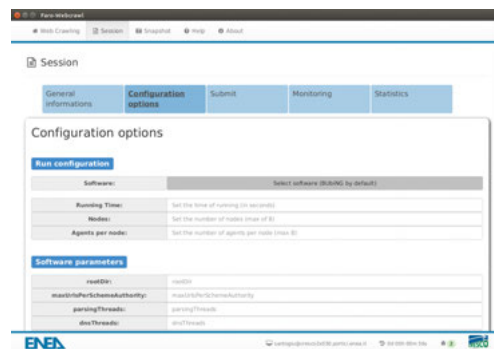 Paro-Webcrawl
Web Crawling Session Snapshot Help About
Session
General informations
Configuration options
Submit
Monitoring
Statistics
Configuration options
Run configuration
Software: Select software (BUbiNG by default)
Running Time: Set the time of running (in seconds)
Nodes: Set the number of nodes (max of 8)
Agents per node: Set the number of agents per node (max 8)
Software parameters
rootDir: rootDir
maxUrlsPerSchemeAuthority: maxUrlsPerSchemeAuthority
parsingThreads: parsingThreads
dnsThreads: dnsThreads
ENEA